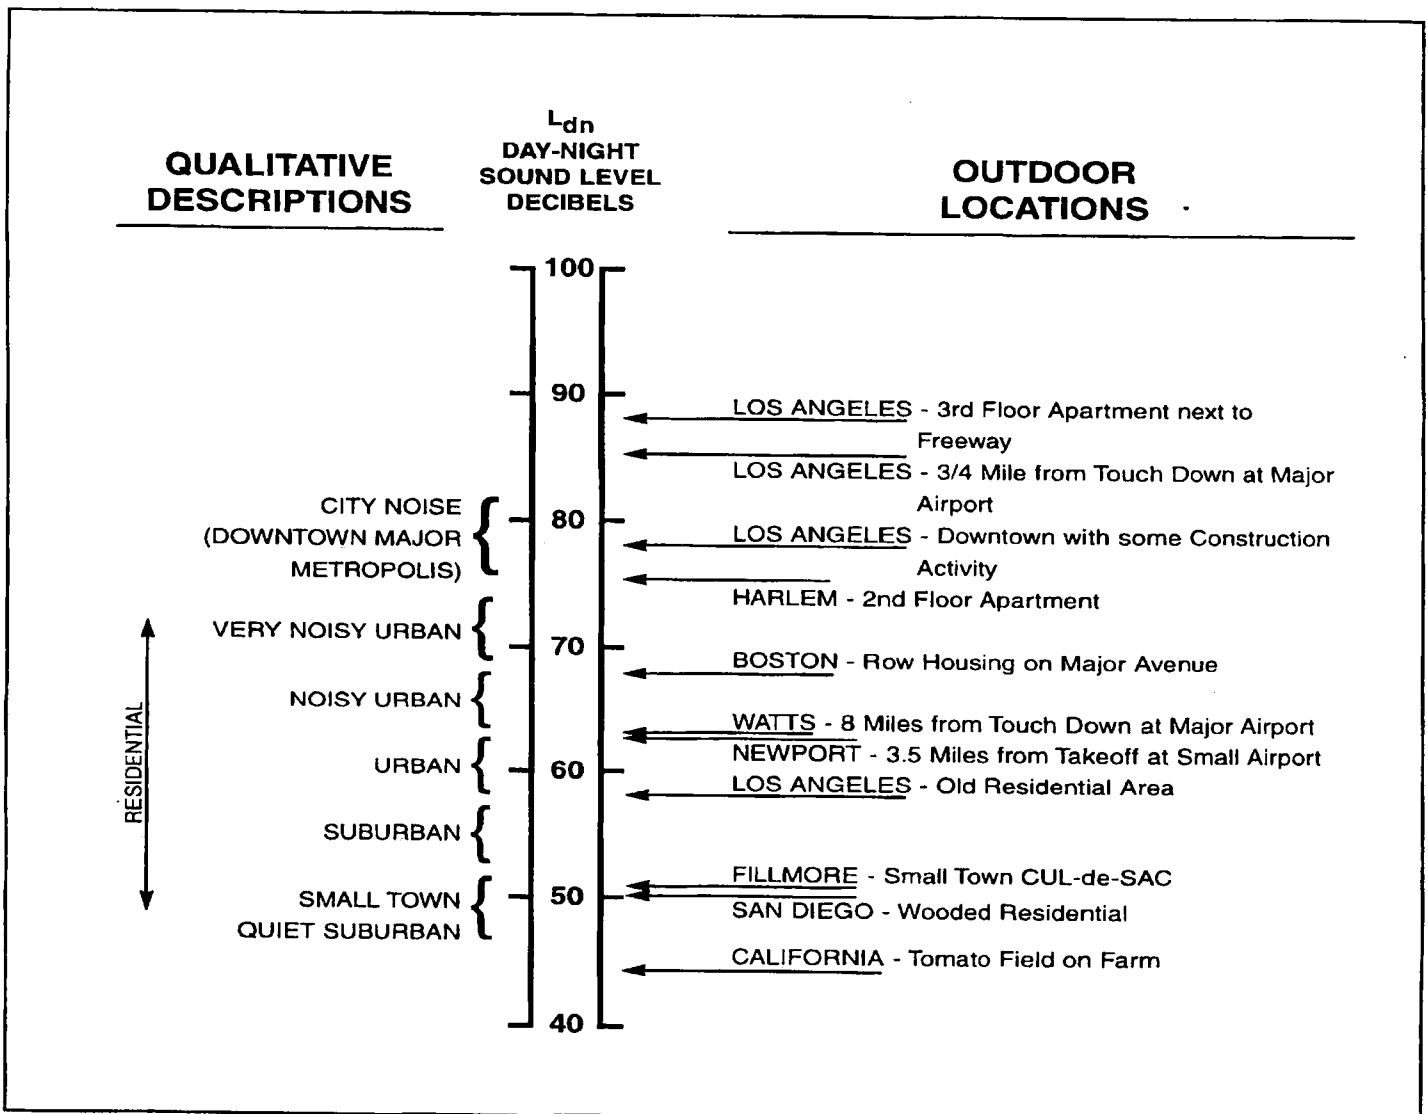 QUALITATIVE
DESCRIPTIONS
Ldn
DAY-NIGHT
SOUND LEVEL
DECIBELS
OUTDOOR
LOCATIONS
100
90
80
70
60
50
40
CITY NOISE
(DOWNTOWN MAJOR
METROPOLIS)
VERY NOISY URBAN
NOISY URBAN
URBAN
SUBURBAN
SMALL TOWN
QUIET SUBURBAN
RESIDENTIAL
LOS ANGELES - 3rd Floor Apartment next to
Freeway
LOS ANGELES - 3/4 Mile from Touch Down at Major
Airport
LOS ANGELES - Downtown with some Construction
Activity
HARLEM - 2nd Floor Apartment
BOSTON - Row Housing on Major Avenue
WATTS - 8 Miles from Touch Down at Major Airport
NEWPORT - 3.5 Miles from Takeoff at Small Airport
LOS ANGELES - Old Residential Area
FILLMORE - Small Town CUL-de-SAC
SAN DIEGO - Wooded Residential
CALIFORNIA - Tomato Field on Farm